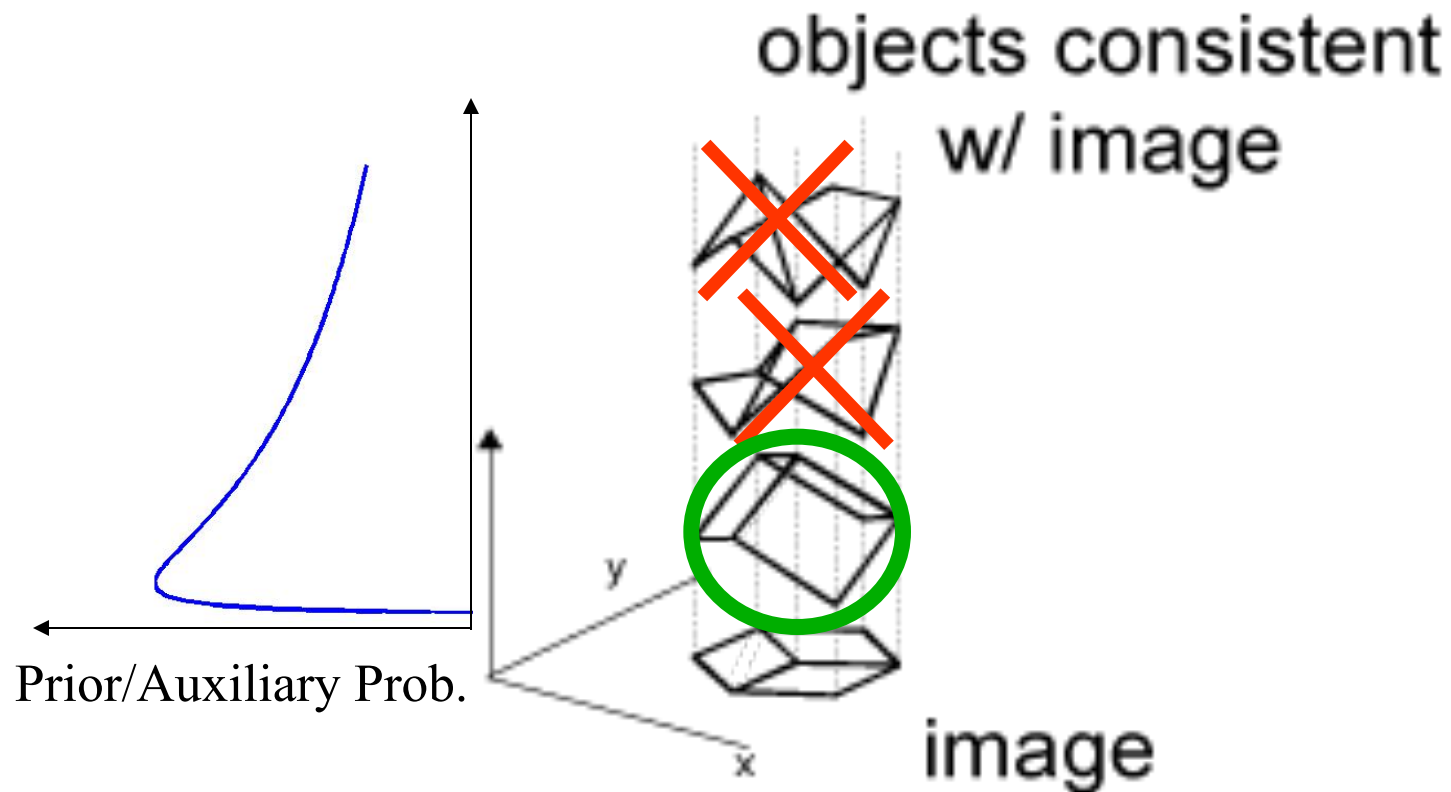 objects consistent
w/ image
y
Prior/Auxiliary Prob.
x
image